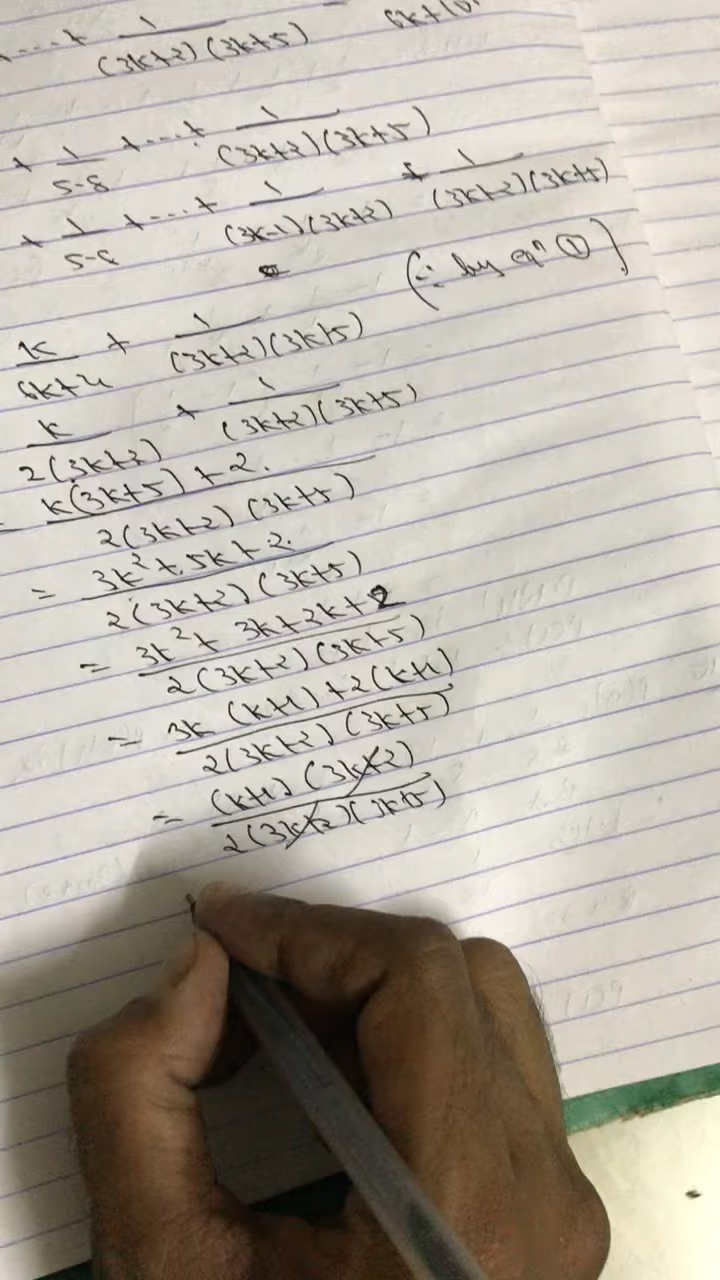 ....+ 1/((3k+2)(3k+5)) = 6k+10
+ 1/(5-8) +....+ 1/((3k+2)(3k+5))
+ 1/(5-8) +....+ 1/((3k-1)(3k+2)) + 1/((3k+2)(3k+5))
(∵ by eqⁿ ①)
k/(6k+4) + 1/((3k+2)(3k+5))
k/(2(3k+2)) + 1/((3k+2)(3k+5))
= (k(3k+5)+2.)/(2(3k+2)(3k+5))
= (3k²+5k+2.)/(2(3k+2)(3k+5))
= (3k²+3k+2k+2)/(2(3k+2)(3k+5))
= (3k(k+1)+2(k+1))/(2(3k+2)(3k+5))
= ((k+1)(3k+2))/(2(3k+2)(3k+5))